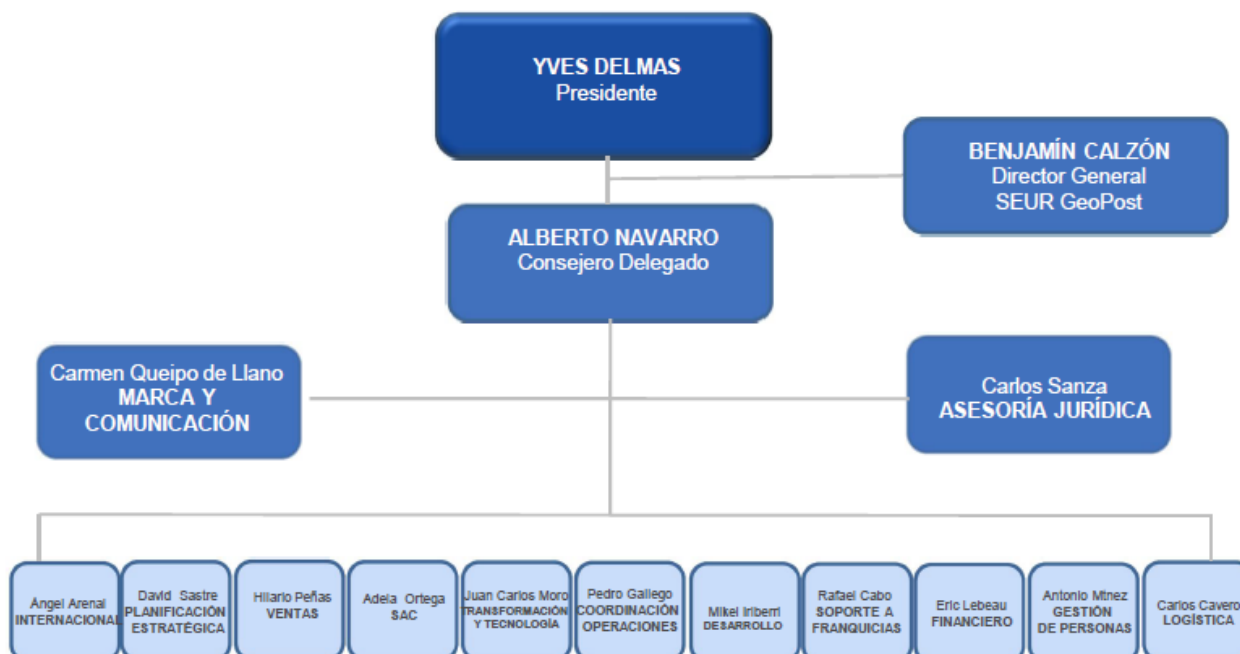 YVES DELMAS
Presidente
BENJAMÍN CALZÓN
Director General
SEUR GeoPost
ALBERTO NAVARRO
Consejero Delegado
Carmen Queipo de Llano
MARCA Y
COMUNICACIÓN
Carlos Sanza
ASESORÍA JURÍDICA
Ángel Arenal
INTERNACIONAL
David Sastre
PLANIFICACIÓN
ESTRATÉGICA
Hilario Peñas
VENTAS
Adela Ortega
SAC
Juan Carlos Moro
TRANSFORMACIÓN
Y TECNOLOGÍA
Pedro Gallego
COORDINACIÓN
OPERACIONES
Mikel Iriberri
DESARROLLO
Rafael Cabo
SOPORTE A
FRANQUICIAS
Eric Lebeau
FINANCIERO
Antonio Mtnez
GESTIÓN
DE PERSONAS
Carlos Cavero
LOGÍSTICA